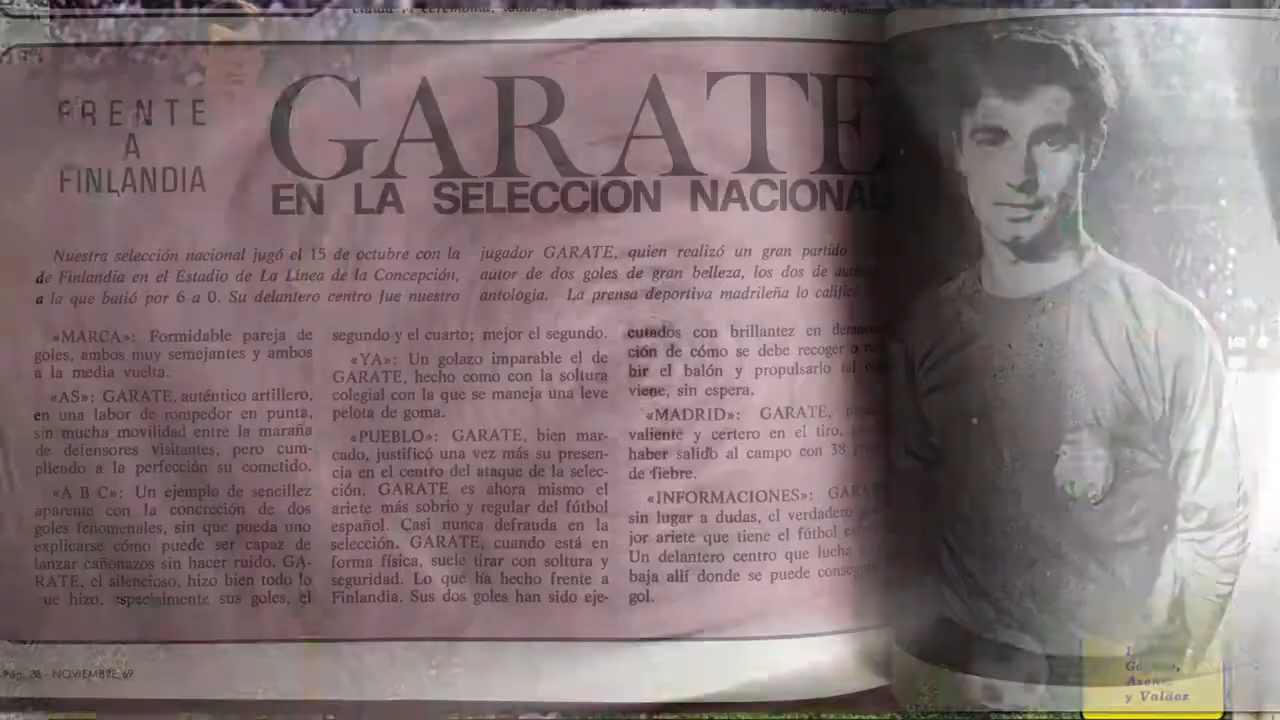 FRENTE
A
FINLANDIA
GARATE
EN LA SELECCION NACIONAL
Nuestra selección nacional jugó el 15 de octubre con la
de Finlandia en el Estadio de La Línea de la Concepción,
a la que batió por 6 a 0. Su delantero centro fue nuestro
jugador GARATE, quien realizó un gran partido
autor de dos goles de gran belleza, los dos de
antología. La prensa deportiva madrileña lo
«MARCA»: Formidable pareja de
goles, ambos muy semejantes y ambos
a la media vuelta.
«AS»: GARATE, auténtico artillero,
en una labor de rompedor en punta,
sin mucha movilidad entre la maraña
de defensores visitantes, pero cum-
pliendo a la perfección su cometido.
«A B C»: Un ejemplo de sencillez
aparente con la concreción de dos
goles fenomenales, sin que pueda uno
explicarse cómo puede ser capaz de
lanzar cañonazos sin hacer ruido. GA-
RATE, el silencioso, hizo bien todo lo
que hizo, especialmente sus goles, el
segundo y el cuarto; mejor el segundo.
«YA»: Un golazo imparable el de
GARATE, hecho como con la soltura
colegial con la que se maneja una leve
pelota de goma.
«PUEBLO»: GARATE, bien mar-
cado, justificó una vez más su presen-
cia en el centro del ataque de la selec-
ción. GARATE es ahora mismo el
ariete más sobrio y regular del fútbol
español. Casi nunca defrauda en la
selección. GARATE, cuando está en
forma física, suele tirar con soltura y
seguridad. Lo que ha hecho frente a
Finlandia. Sus dos goles han sido eje-
cutados con brillantez en
ción de cómo se debe recoger o
bir el balón y propulsarlo tal
viene, sin espera.
«MADRID»: GARATE,
valiente y certero en el tiro,
haber salido al campo con 38
de fiebre.
«INFORMACIONES»:
sin lugar a dudas, el verdadero
jor ariete que tiene el fútbol
Un delantero centro que lucha
baja allí donde se puede
gol.
Pág. 38 - NOVIEMBRE 69
y Valdez